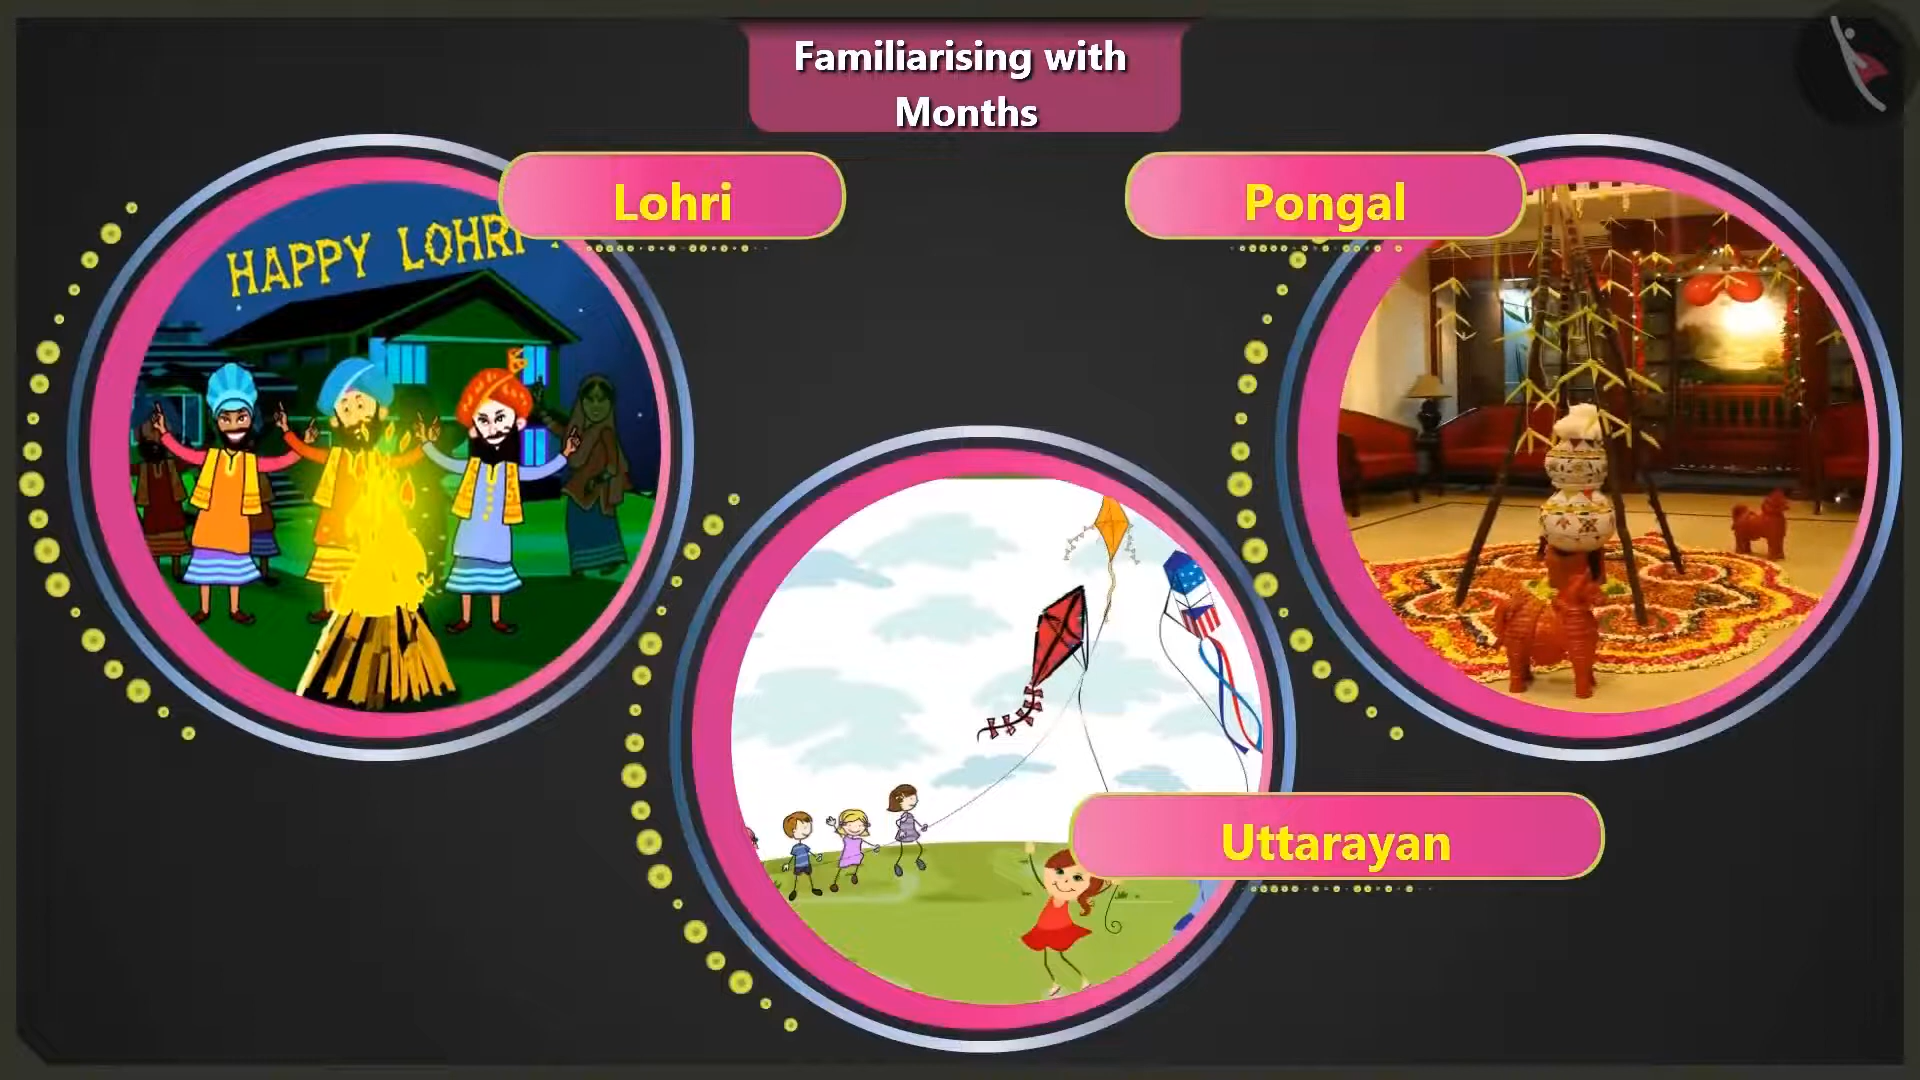 Familiarising with
Months
Lohri
Pongal
HAPPY LOHRI
Uttarayan